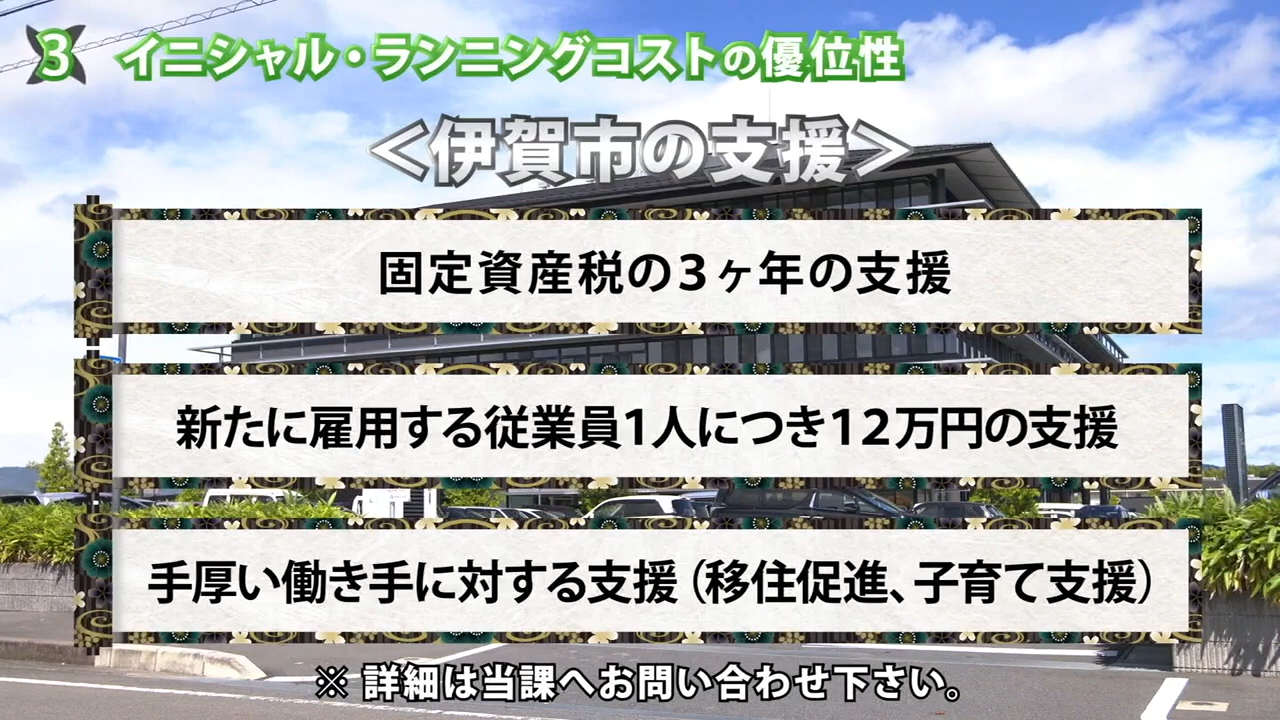 3 イニシャル・ランニングコストの優位性
＜伊賀市の支援＞
固定資産税の3ヶ年の支援
新たに雇用する従業員1人につき12万円の支援
手厚い働き手に対する支援（移住促進、子育て支援）
※ 詳細は当課へお問い合わせ下さい。